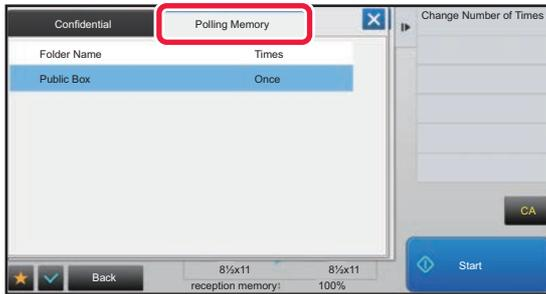 Confidential
Polling Memory
Change Number of Times
Folder Name Times
Public Box Once
CA
Start
8½x11 8½x11
Back
reception memory: 100%